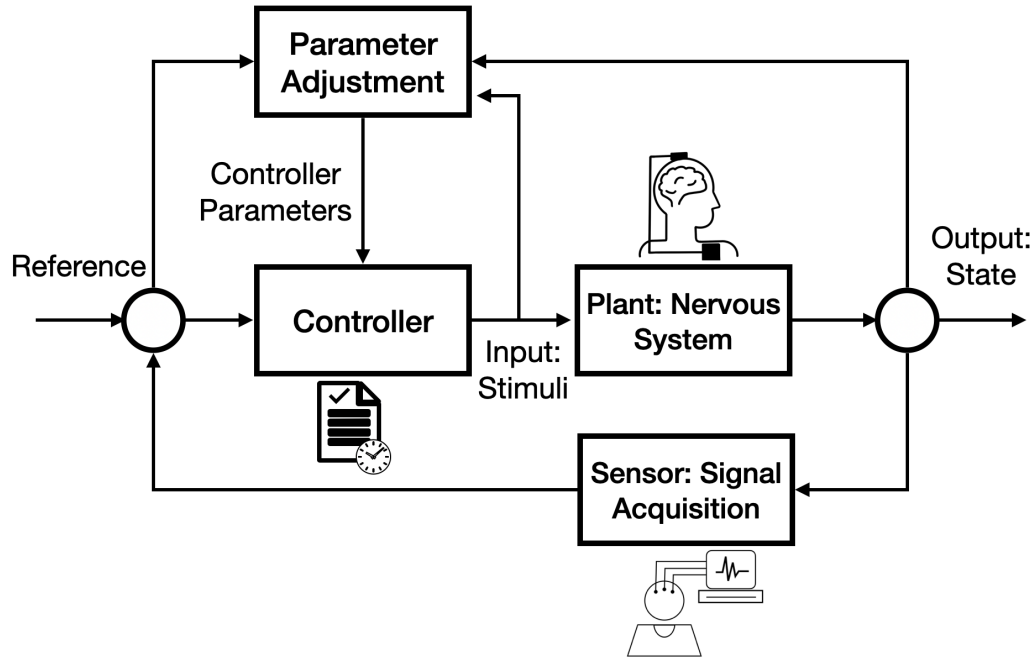 Parameter
Adjustment
Controller
Parameters
Reference
Controller
Input:
Stimuli
Plant: Nervous
System
Output:
State
Sensor: Signal
Acquisition